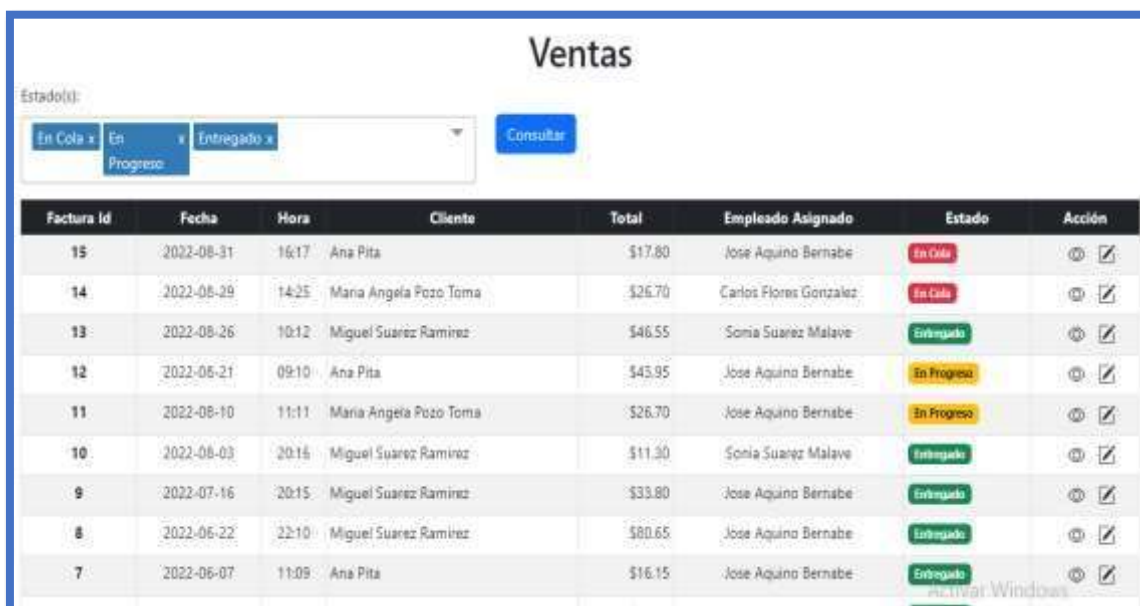 Ventas
Estado(s):
En Cola x En Progreso x Entregado x
Consultar
Factura Id Fecha Hora Cliente Total Empleado Asignado Estado Acción
15 2022-08-31 16:17 Ana Pita $17.80 Jose Aquino Bernabe En Cola
14 2022-08-29 14:25 Maria Angela Pozo Toma $26.70 Carlos Flores Gonzalez En Cola
13 2022-08-26 10:12 Miguel Suarez Ramirez $46.55 Sonia Suarez Malave Entregado
12 2022-08-21 09:10 Ana Pita $43.95 Jose Aquino Bernabe En Progreso
11 2022-08-10 11:11 Maria Angela Pozo Toma $26.70 Jose Aquino Bernabe En Progreso
10 2022-08-03 20:16 Miguel Suarez Ramirez $11.30 Sonia Suarez Malave Entregado
9 2022-07-16 20:15 Miguel Suarez Ramirez $33.80 Jose Aquino Bernabe Entregado
8 2022-06-22 22:10 Miguel Suarez Ramirez $80.65 Jose Aquino Bernabe Entregado
7 2022-06-07 11:09 Ana Pita $16.15 Jose Aquino Bernabe Entregado
Activar Windows